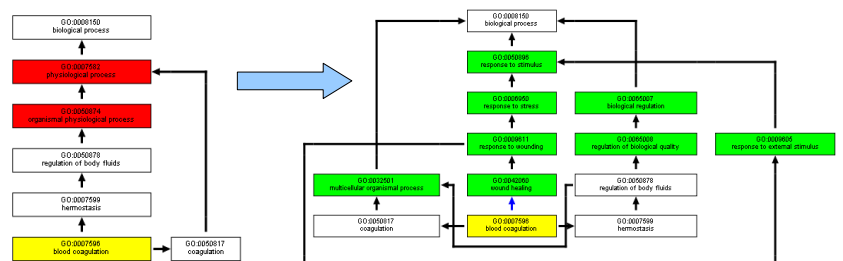 GO:0008150
biological process
GO:0007582
physiological process
GO:0050874
organismal physiological process
GO:0050878
regulation of body fluids
GO:0007599
hermostasis
GO:0007596
blood coagulation
GO:0050817
coagulation
GO:0008150
biological process
GO:0050896
response to stimulus
GO:0006950
response to stress
GO:0065007
biological regulation
GO:0009611
response to wounding
GO:0065008
regulation of biological quality
GO:0009605
response to external stimulus
GO:0032501
multicellular organismal process
GO:0042060
wound healing
GO:0050878
regulation of body fluids
GO:0050817
coagulation
GO:0007596
blood coagulation
GO:0007599
hermostasis